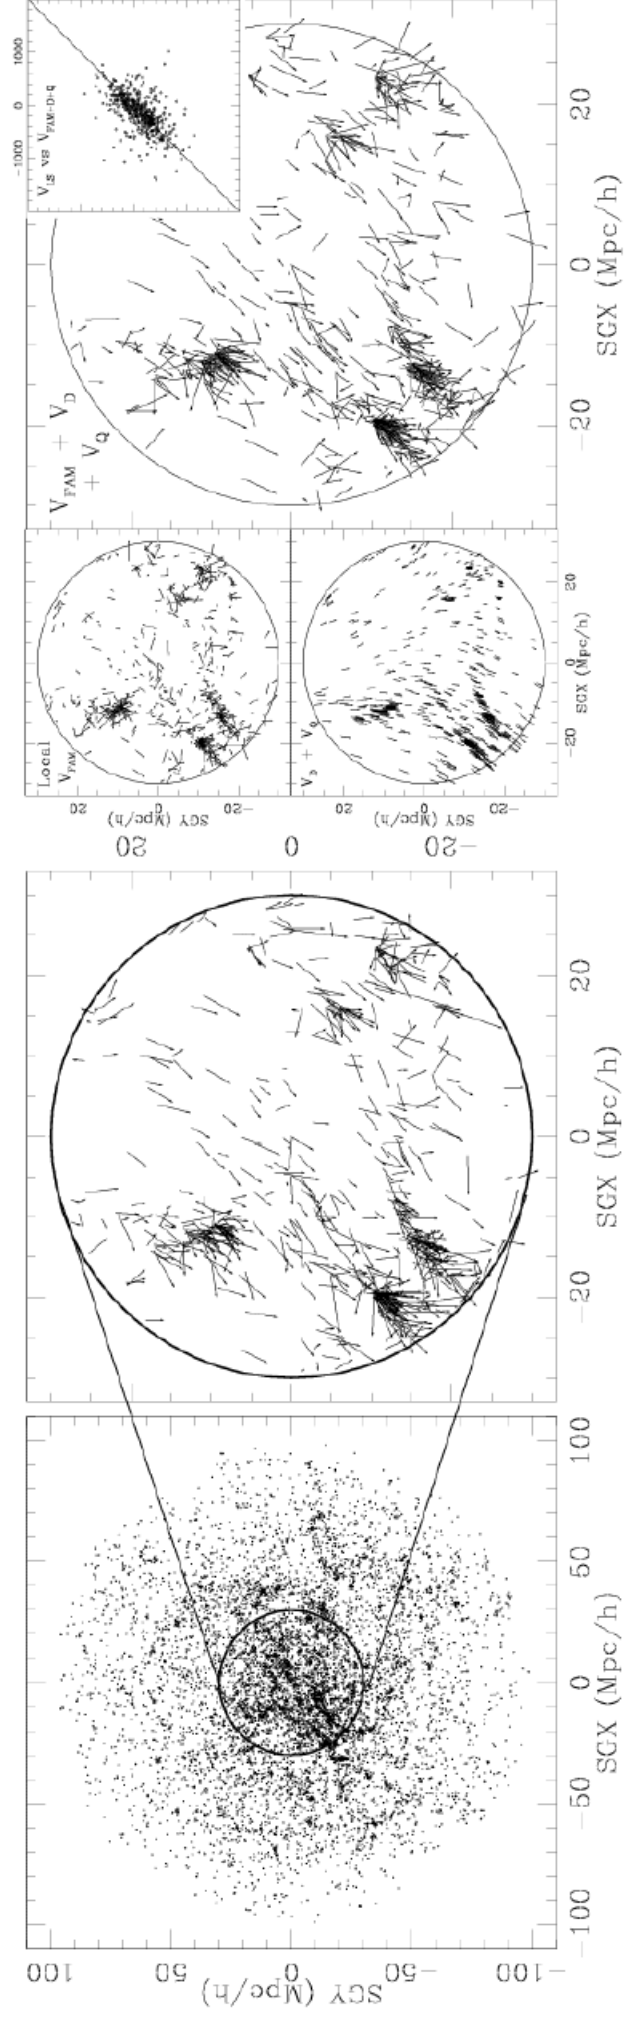 100
50
0
-50
-100
SGY (Mpc/h)
-100 -50 0 50 100
SGX (Mpc/h)
-20 0 20
SGX (Mpc/h)
20
0
-20
SGY (Mpc/h)
20
0
-20
Local
V_FAM
SGY (Mpc/h)
20
0
-20
V_D + V_Q
-20 0 20
SGX (Mpc/h)
V_FAM + V_D
+ V_Q
V_LS vs V_FAM-D+Q
-1000 0 1000
-20 0 20
SGX (Mpc/h)